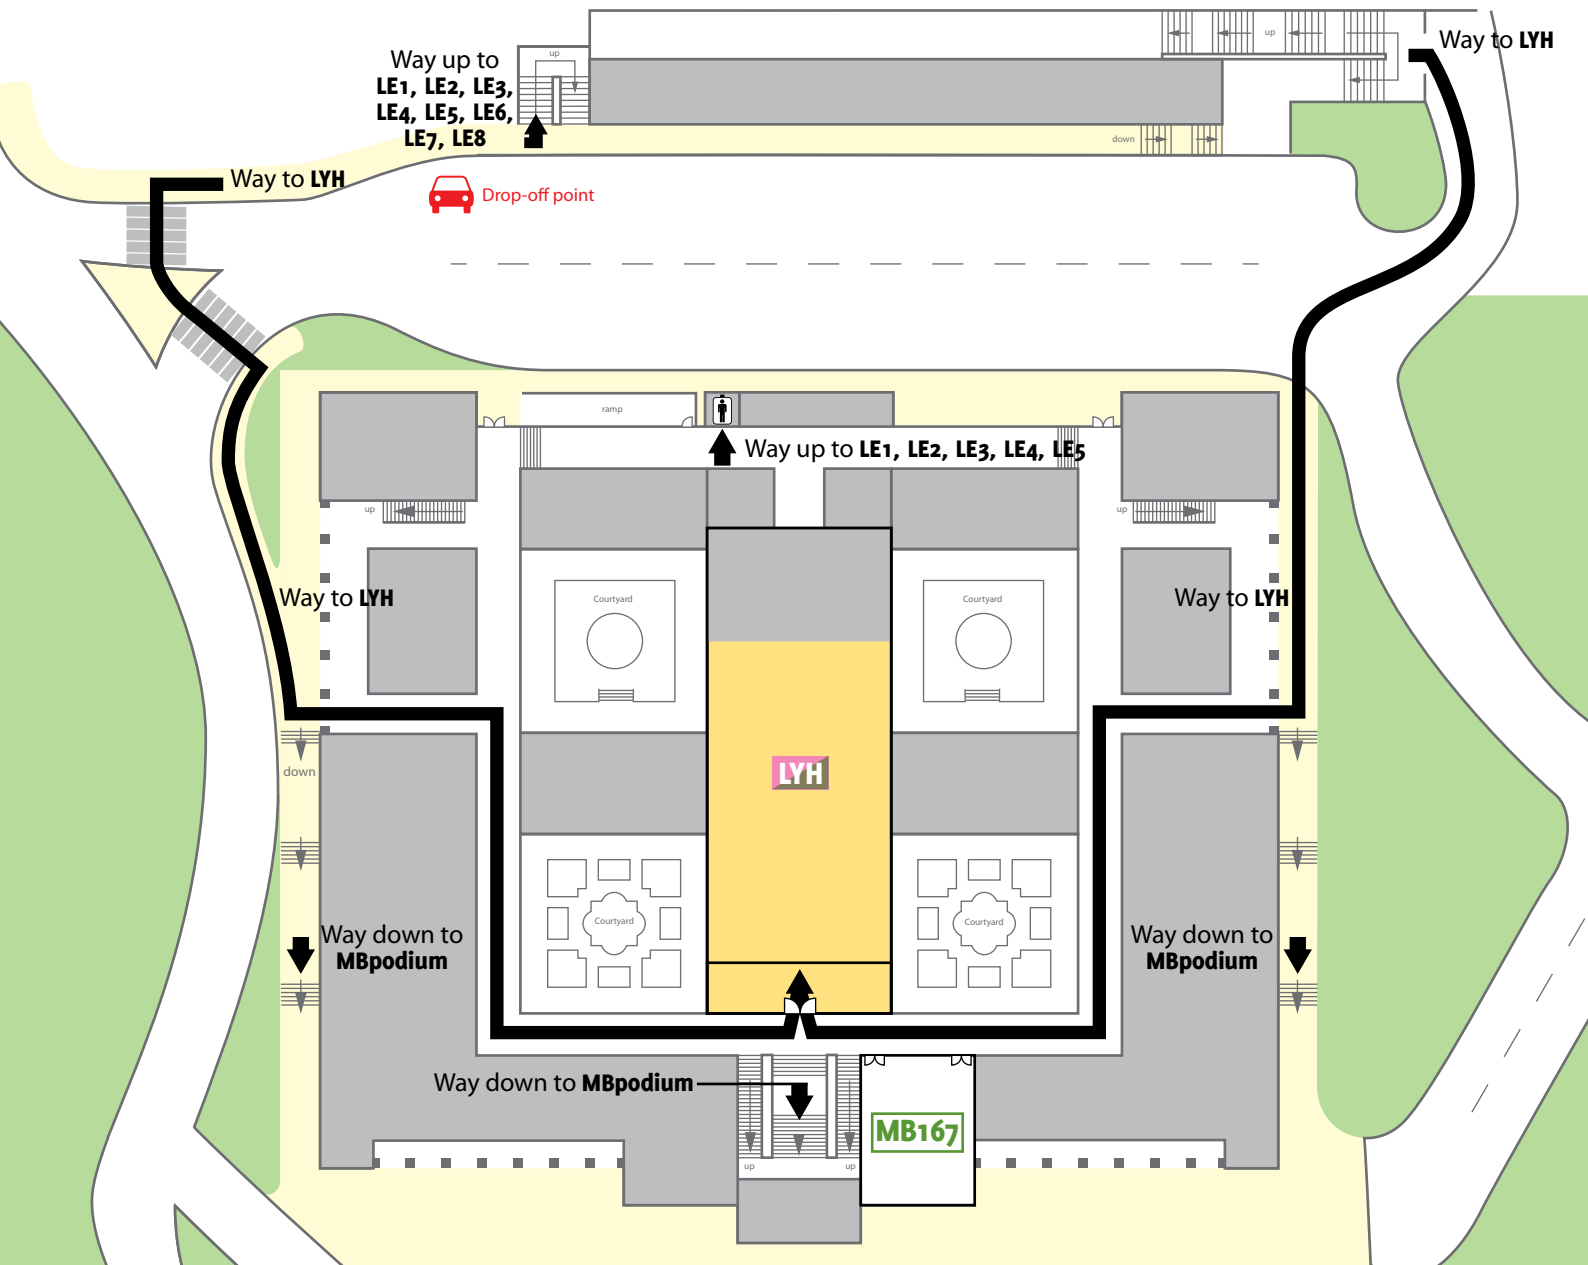 up
Way to LYH
Way up to
LE1, LE2, LE3,
LE4, LE5, LE6,
LE7, LE8
up
down
Way to LYH
Drop-off point
ramp
Way up to LE1, LE2, LE3, LE4, LE5
up
up
Way to LYH
Courtyard
Courtyard
Way to LYH
LYH
down
Courtyard
Courtyard
Way down to
MBpodium
Way down to
MBpodium
Way down to MBpodium
MB167
up
up